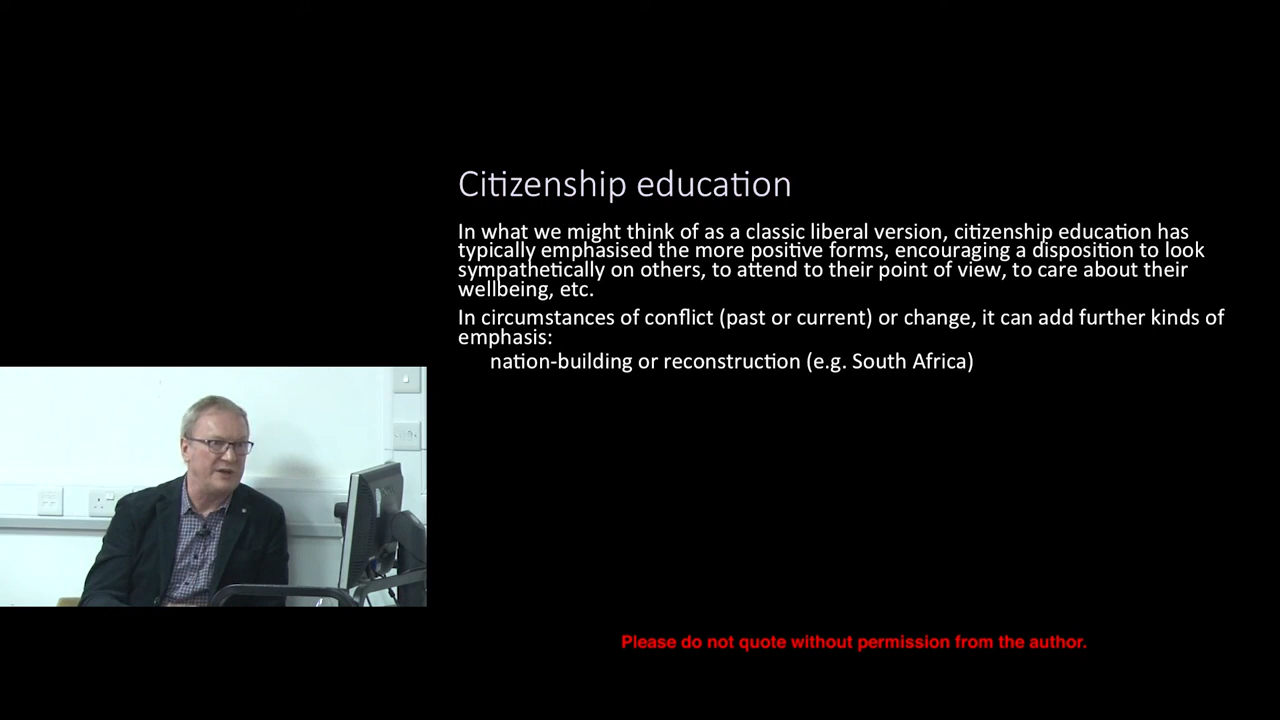 Citizenship education
In what we might think of as a classic liberal version, citizenship education has
typically emphasised the more positive forms, encouraging a disposition to look
sympathetically on others, to attend to their point of view, to care about their
wellbeing, etc.
In circumstances of conflict (past or current) or change, it can add further kinds of
emphasis:
nation-building or reconstruction (e.g. South Africa)
Please do not quote without permission from the author.